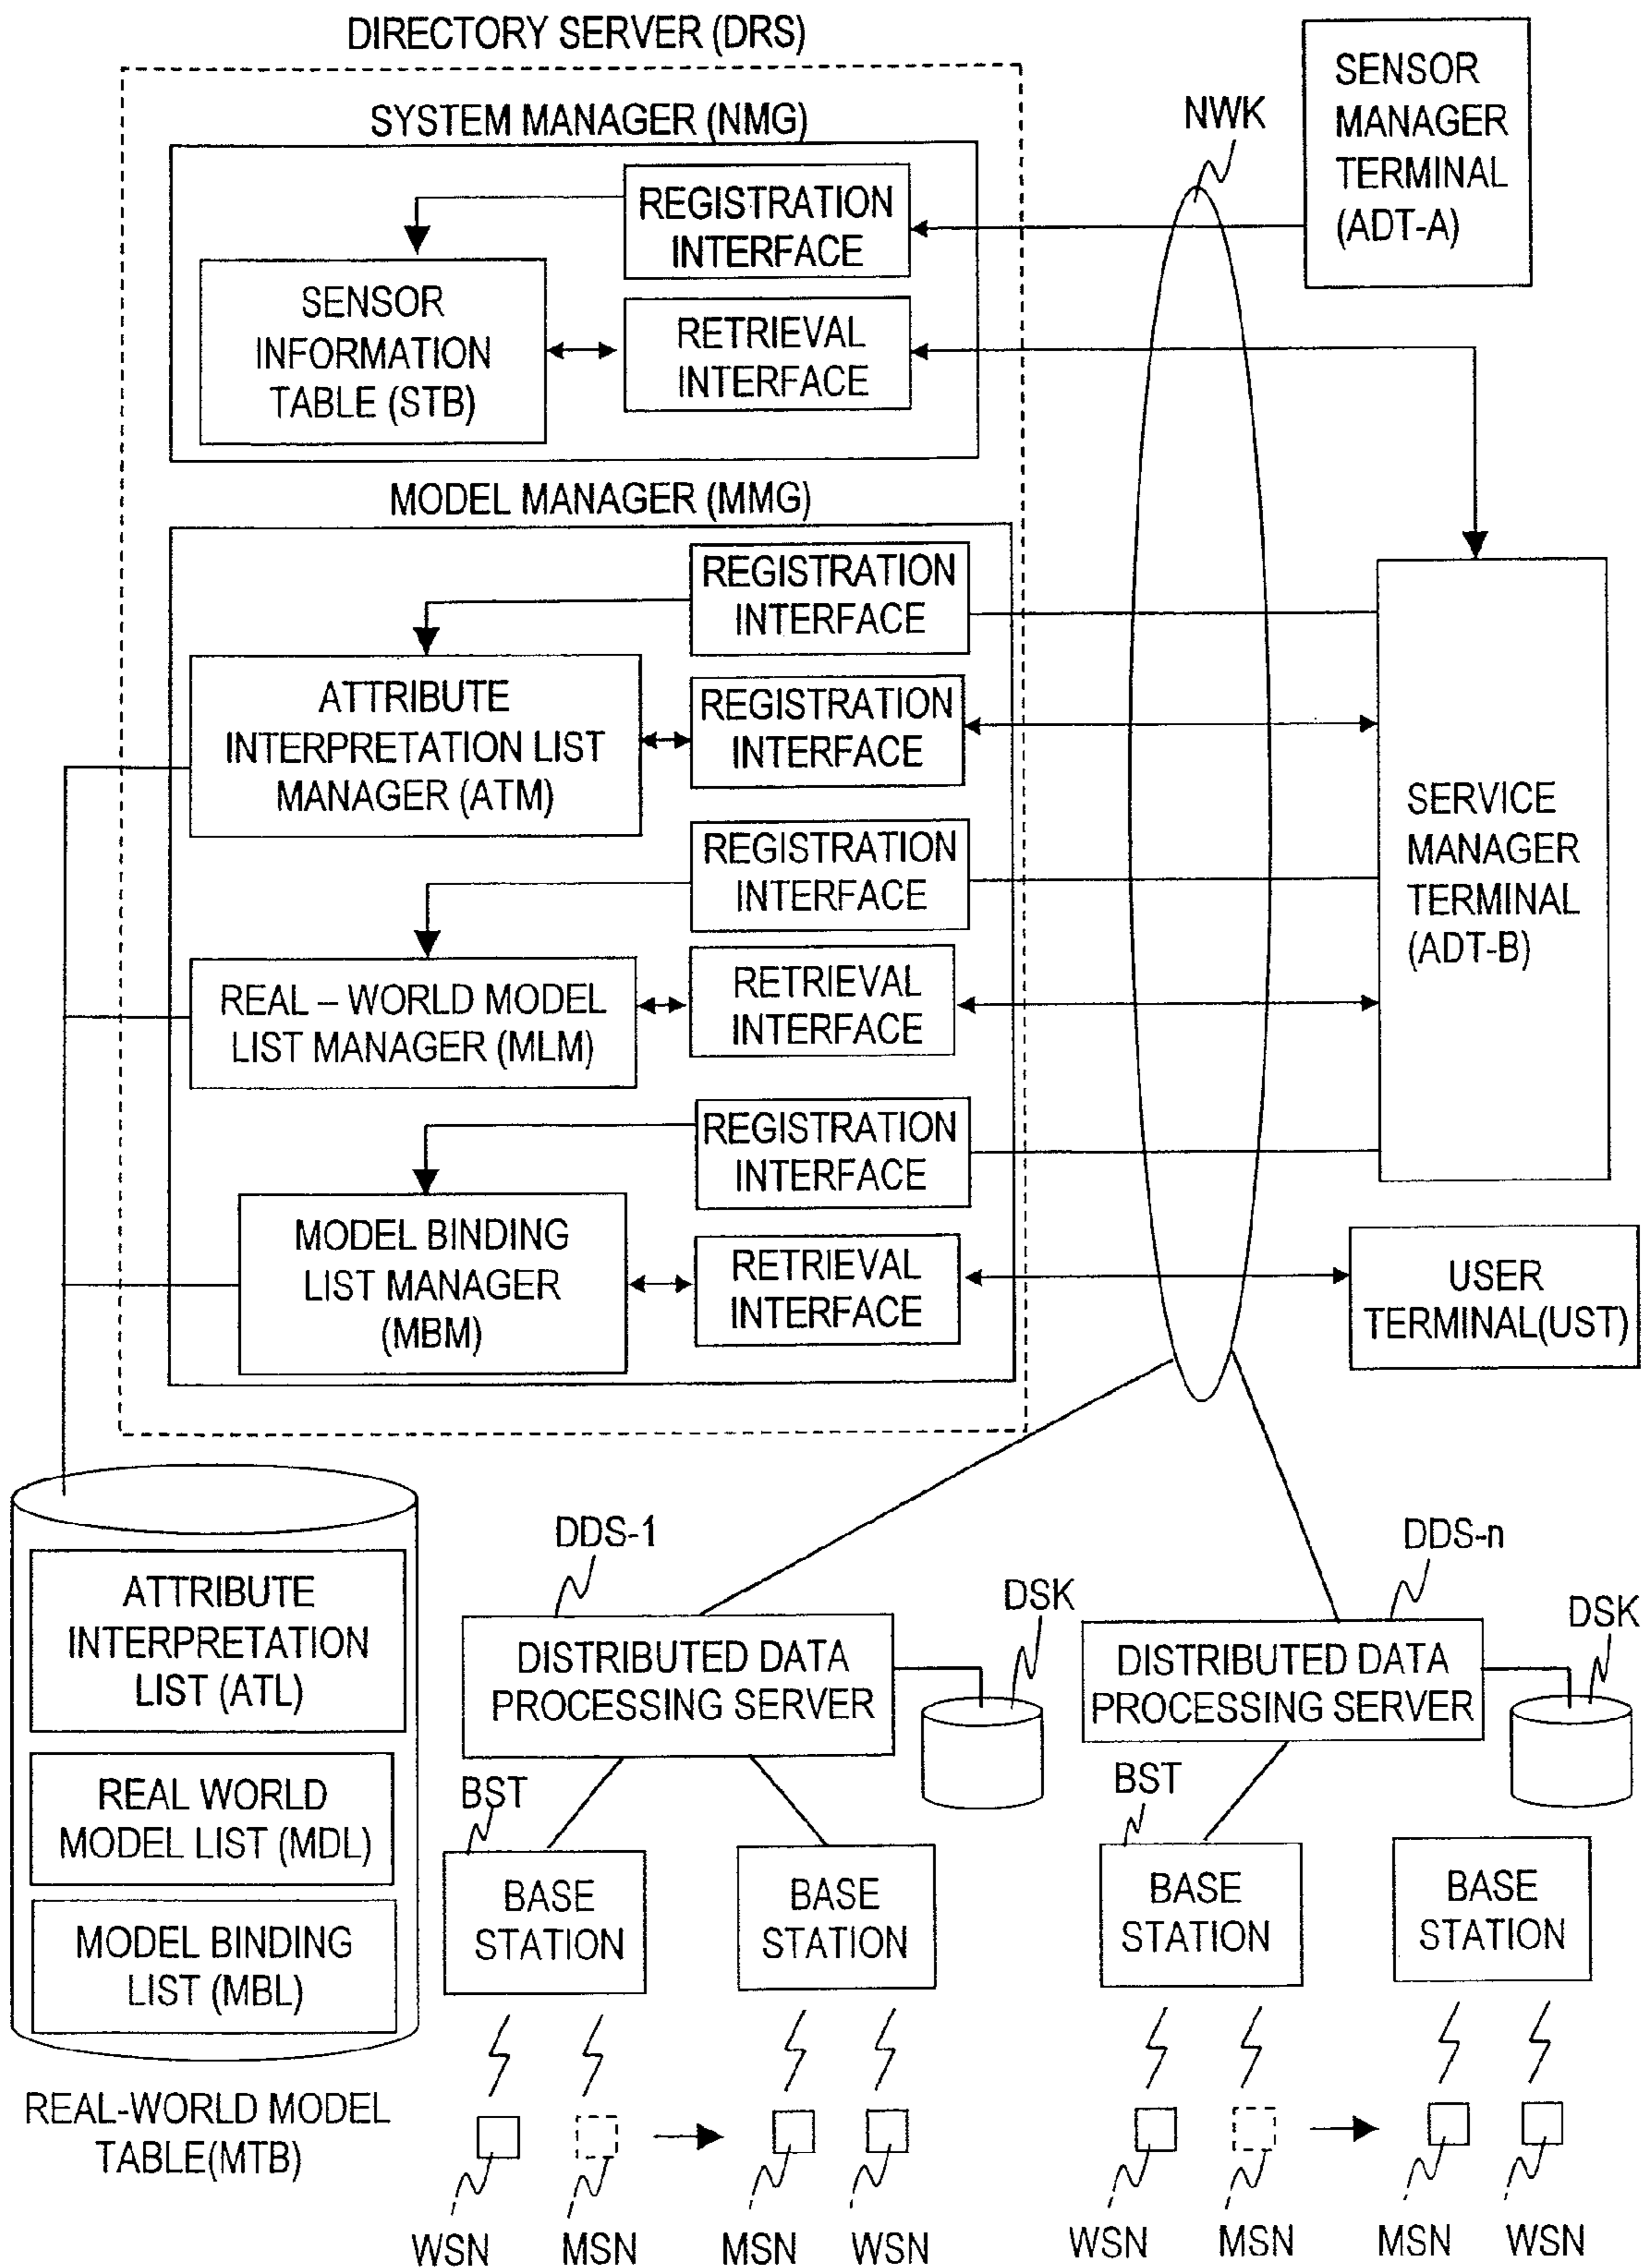 DIRECTORY SERVER (DRS)
SYSTEM MANAGER (NMG)
REGISTRATION
INTERFACE
SENSOR
INFORMATION
TABLE (STB)
RETRIEVAL
INTERFACE
NWK
SENSOR
MANAGER
TERMINAL
(ADT-A)
MODEL MANAGER (MMG)
REGISTRATION
INTERFACE
ATTRIBUTE
INTERPRETATION LIST
MANAGER (ATM)
REGISTRATION
INTERFACE
REGISTRATION
INTERFACE
REAL – WORLD MODEL
LIST MANAGER (MLM)
RETRIEVAL
INTERFACE
REGISTRATION
INTERFACE
MODEL BINDING
LIST MANAGER
(MBM)
RETRIEVAL
INTERFACE
SERVICE
MANAGER
TERMINAL
(ADT-B)
USER
TERMINAL(UST)
ATTRIBUTE
INTERPRETATION
LIST (ATL)
REAL WORLD
MODEL LIST (MDL)
MODEL BINDING
LIST (MBL)
REAL-WORLD MODEL
TABLE(MTB)
DDS-1
DISTRIBUTED DATA
PROCESSING SERVER
DSK
BST
BASE
STATION
BASE
STATION
WSN
MSN
MSN
WSN
DDS-n
DISTRIBUTED DATA
PROCESSING SERVER
DSK
BST
BASE
STATION
BASE
STATION
WSN
MSN
MSN
WSN